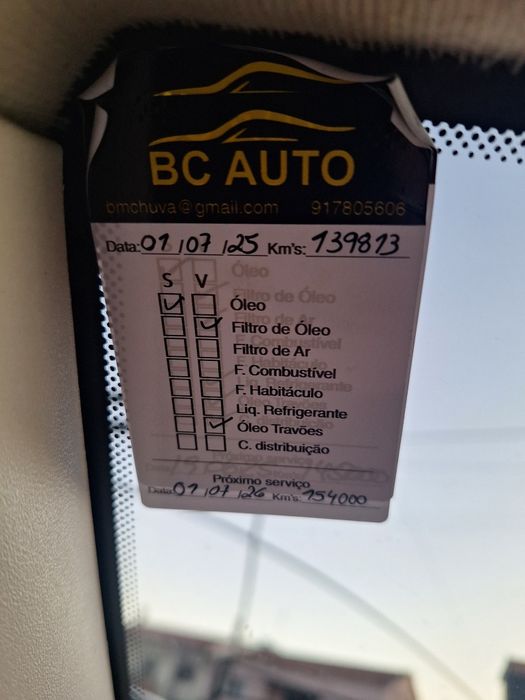 BC AUTO
bmchuva@gmail.com 917805606
Data: 01/07/25 Km's: 139813
S V
Óleo
Filtro de Óleo
Filtro de Ar
F. Combustível
F. Habitáculo
Liq. Refrigerante
Óleo Travões
C. distribuição
Próximo serviço
Data: 01/07/26 Km's: 154000